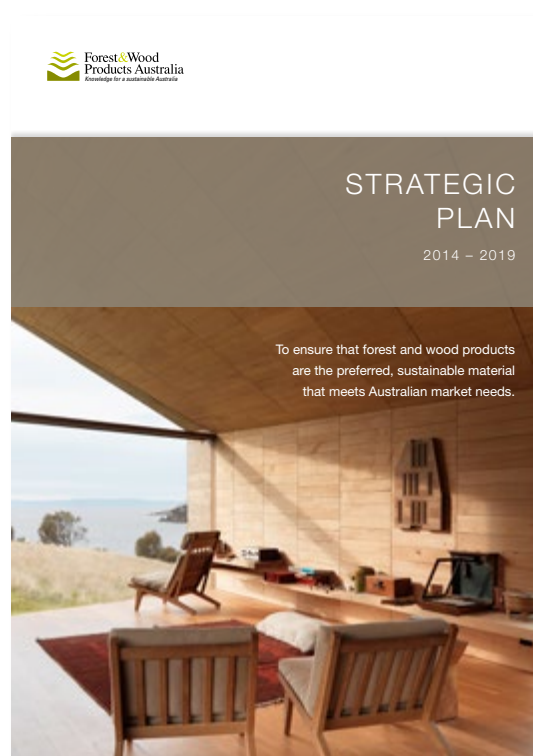 Forest&Wood
Products Australia
Knowledge for a sustainable Australia
STRATEGIC
PLAN
2014 – 2019
To ensure that forest and wood products
are the preferred, sustainable material
that meets Australian market needs.